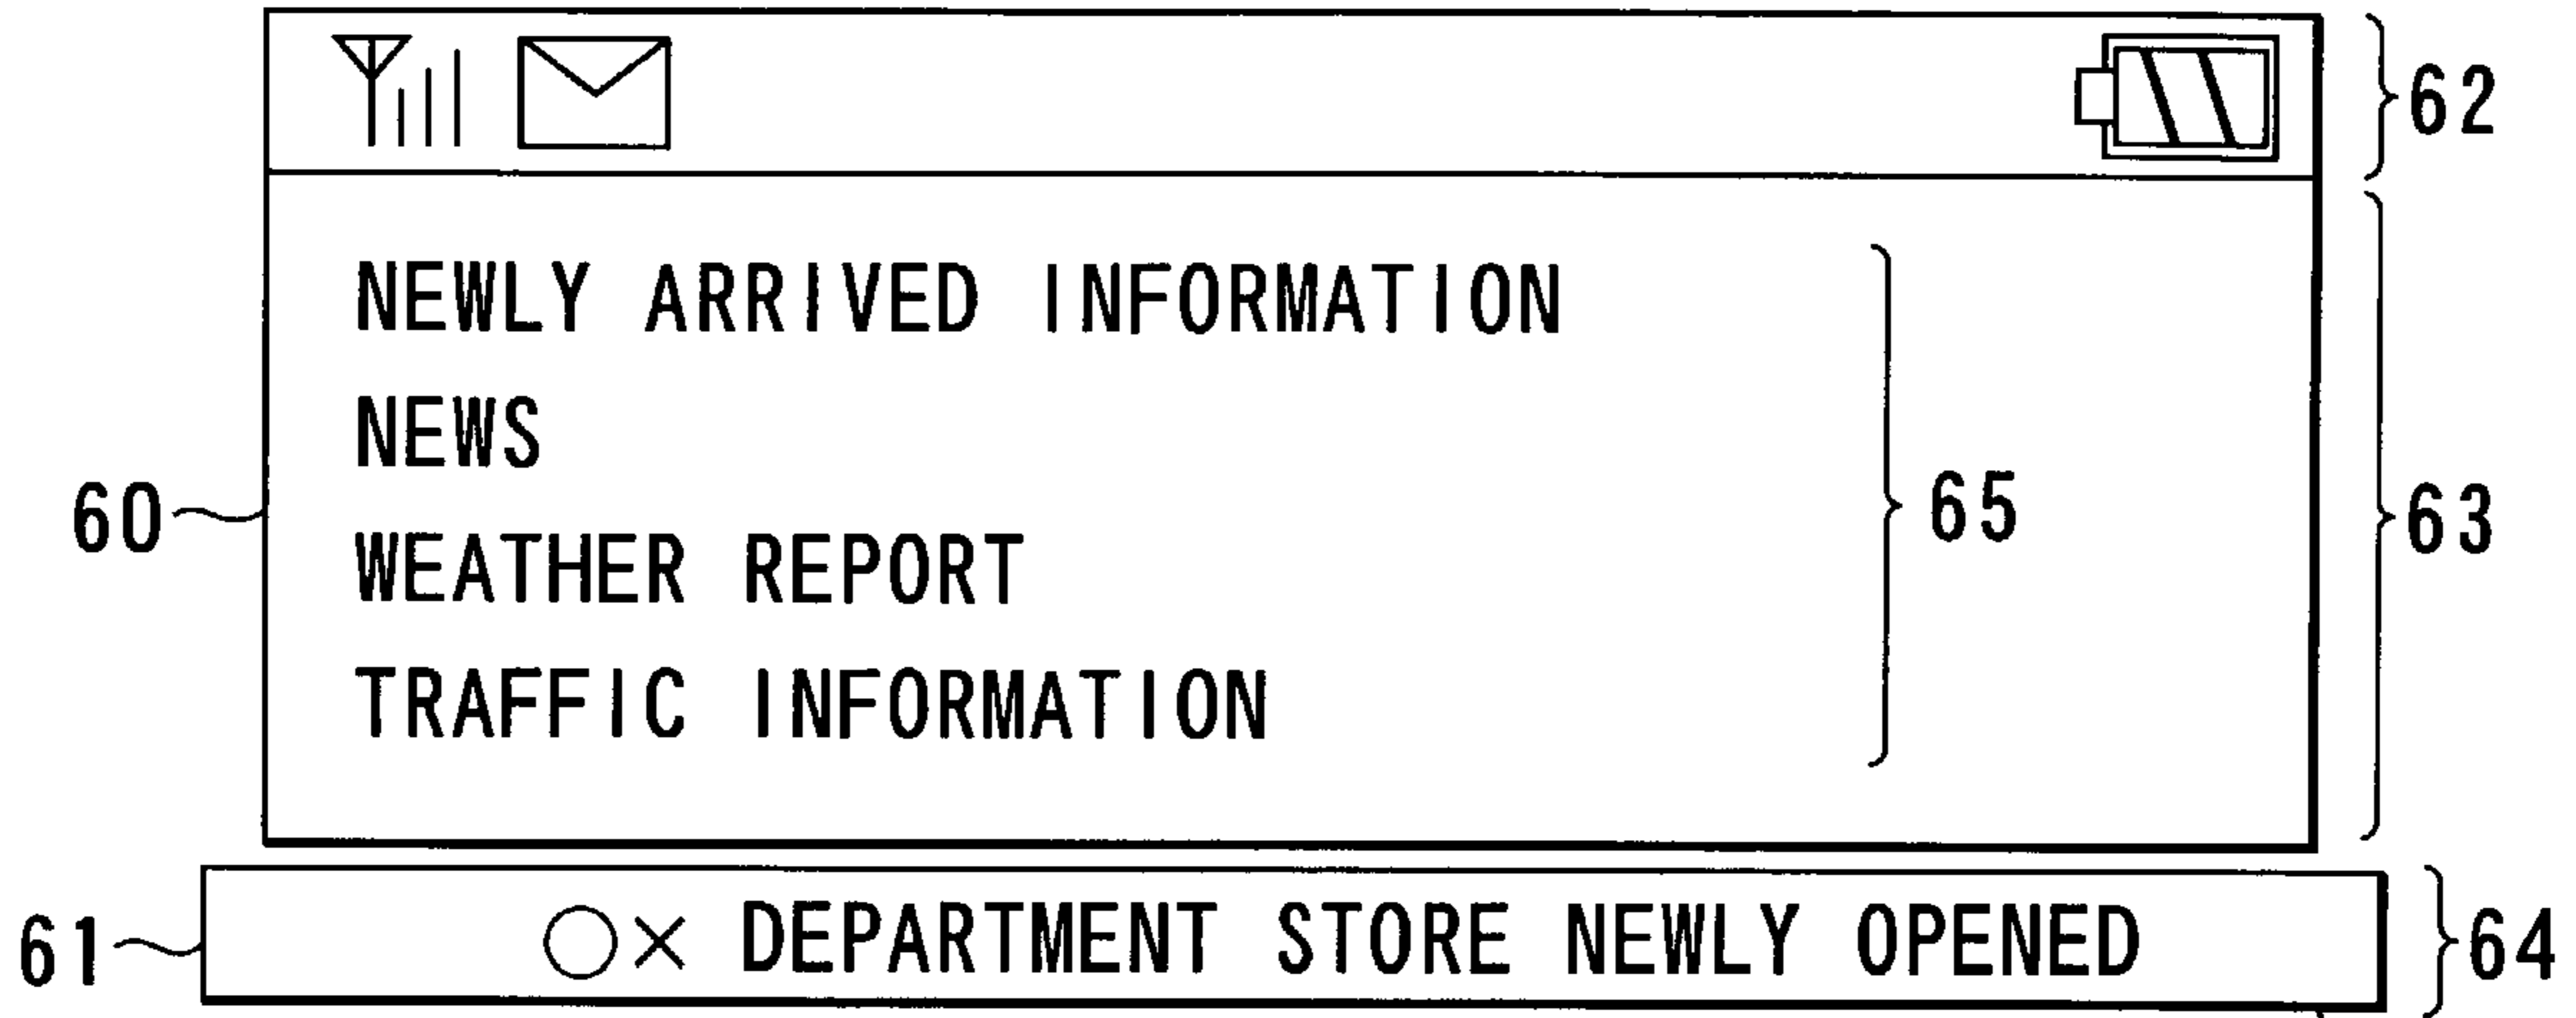 62
NEWLY ARRIVED INFORMATION
NEWS
WEATHER REPORT
TRAFFIC INFORMATION
65
63
60
○× DEPARTMENT STORE NEWLY OPENED
61
64